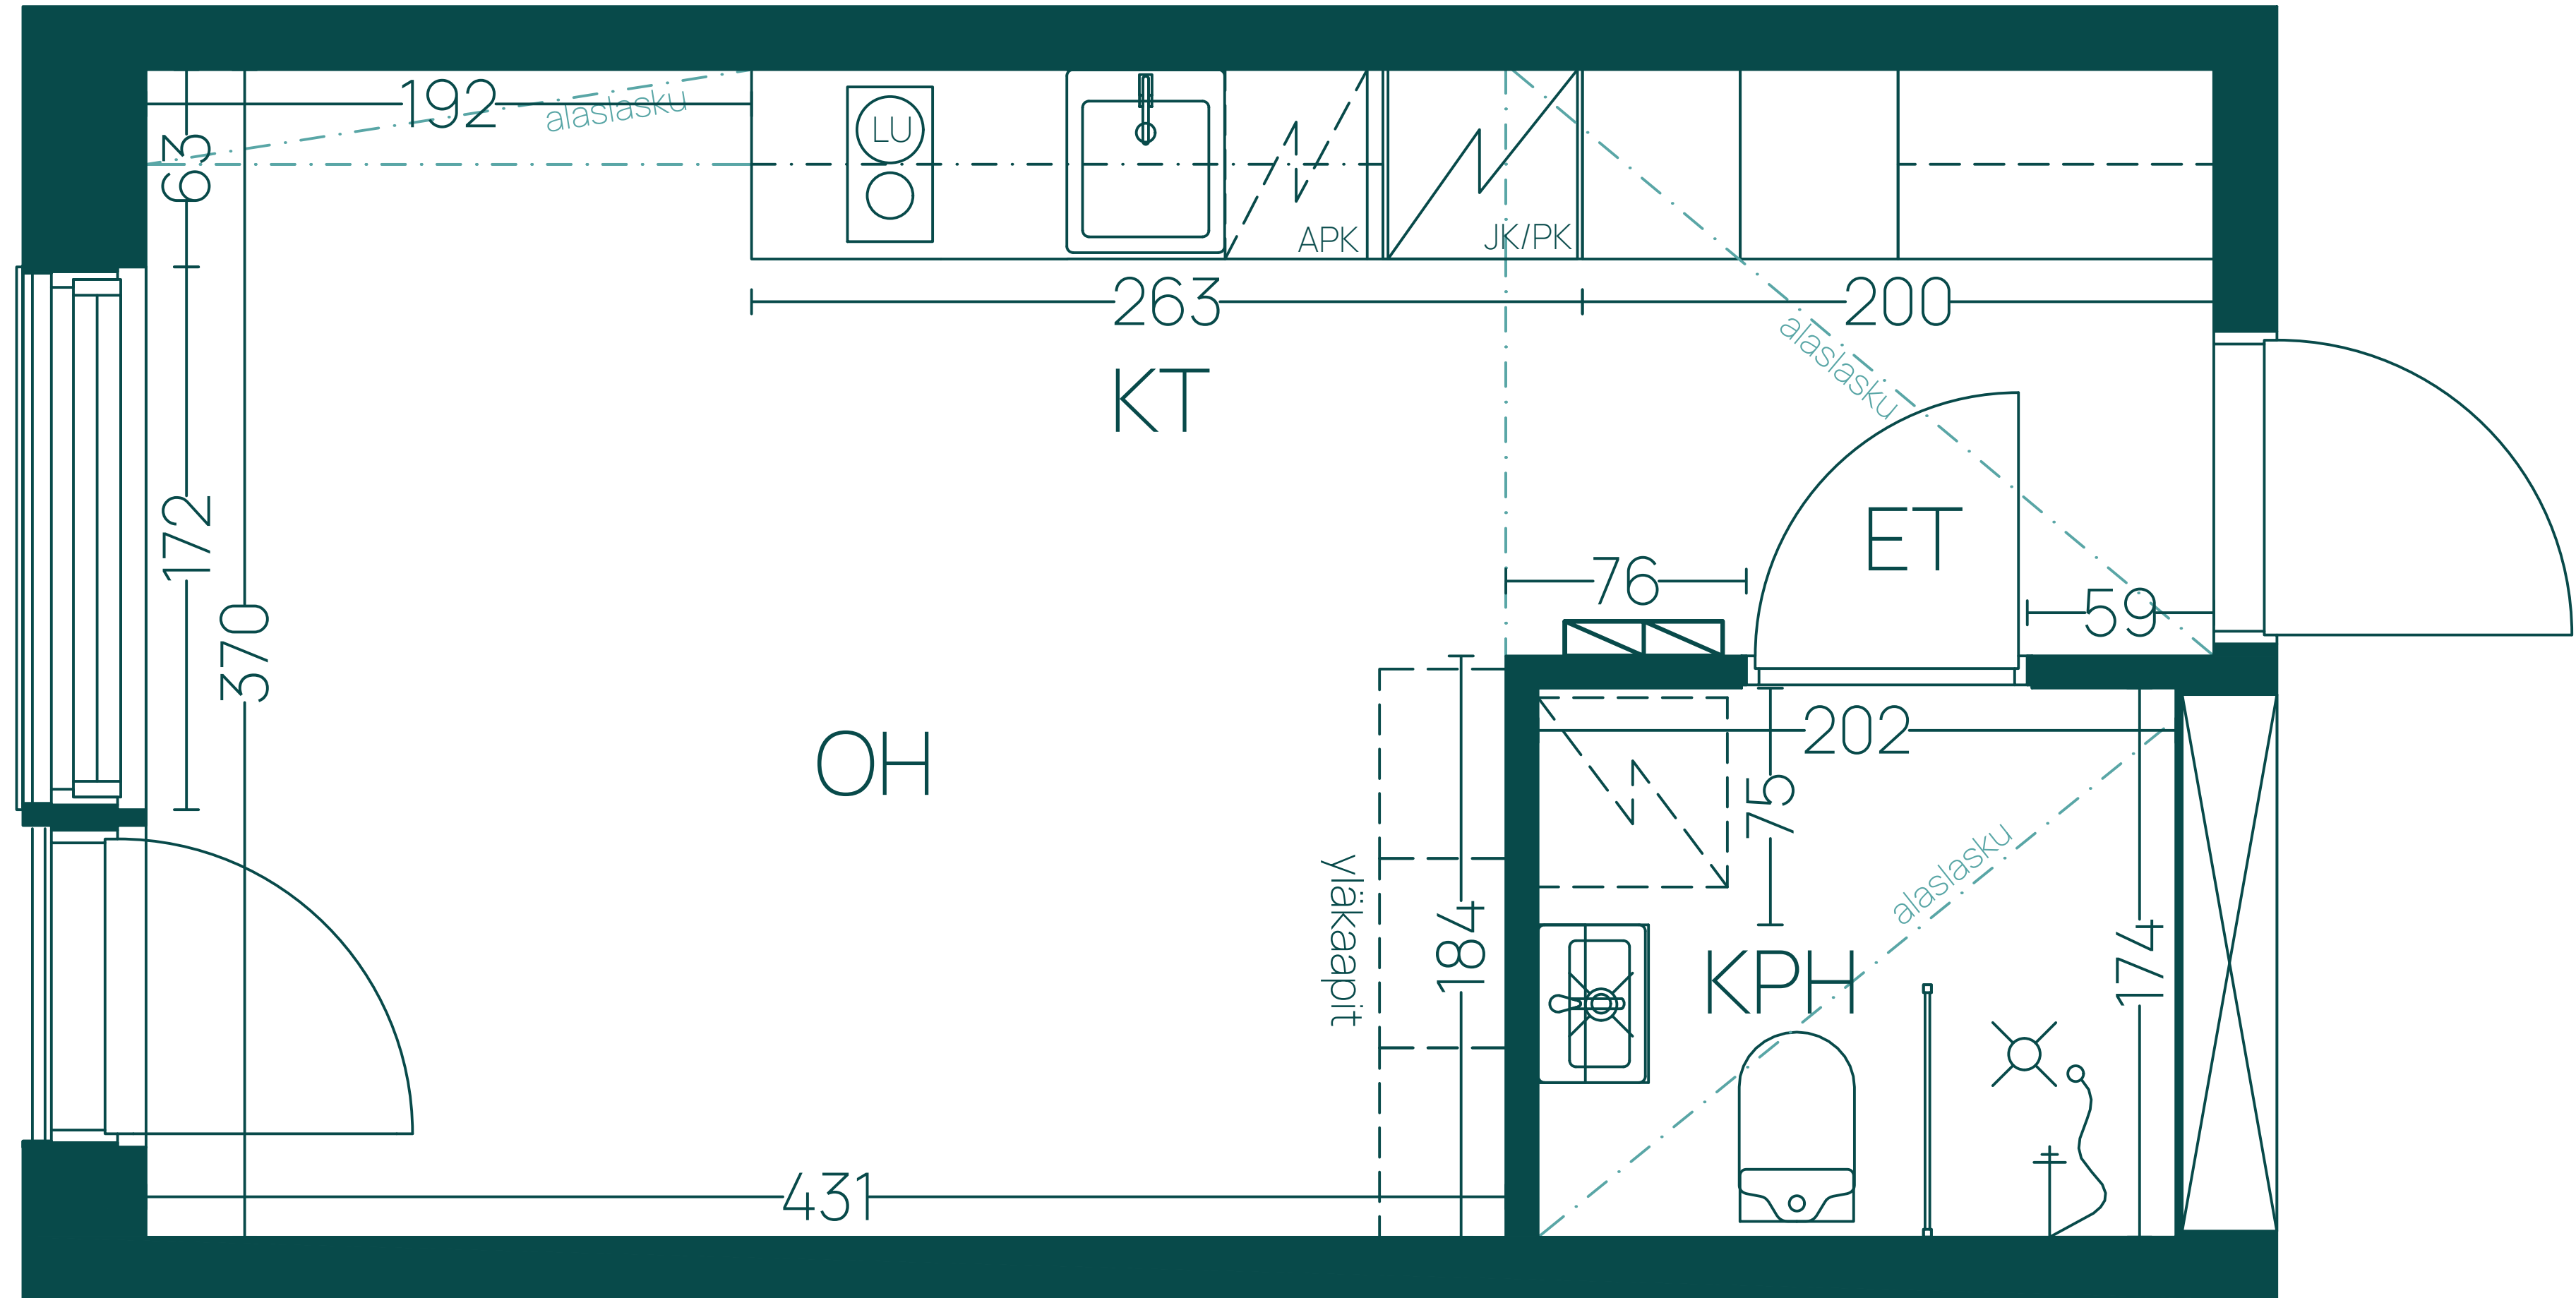 192
alaslasku
63
LU
APK
JK/PK
263
200
alaslasku
KT
172
370
ET
76
59
OH
202
75
yläkaapit
184
alaslasku
KPH
174
431